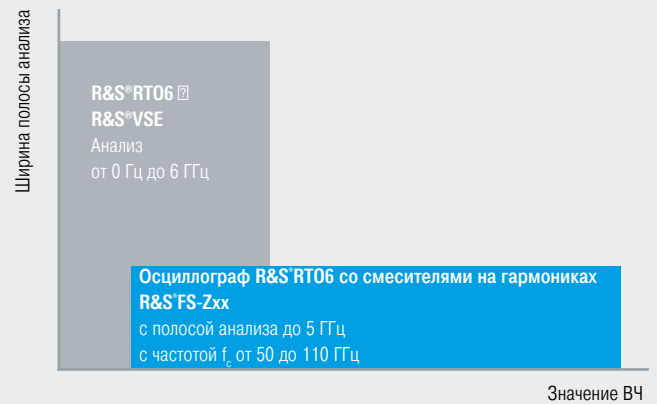 Ширина полосы анализа
R&S®RTO6 ⍰
R&S®VSE
Анализ
от 0 Гц до 6 ГГц
Осциллограф R&S®RTO6 со смесителями на гармониках
R&S®FS-Zxx
с полосой анализа до 5 ГГц
с частотой f_c от 50 до 110 ГГц
Значение ВЧ